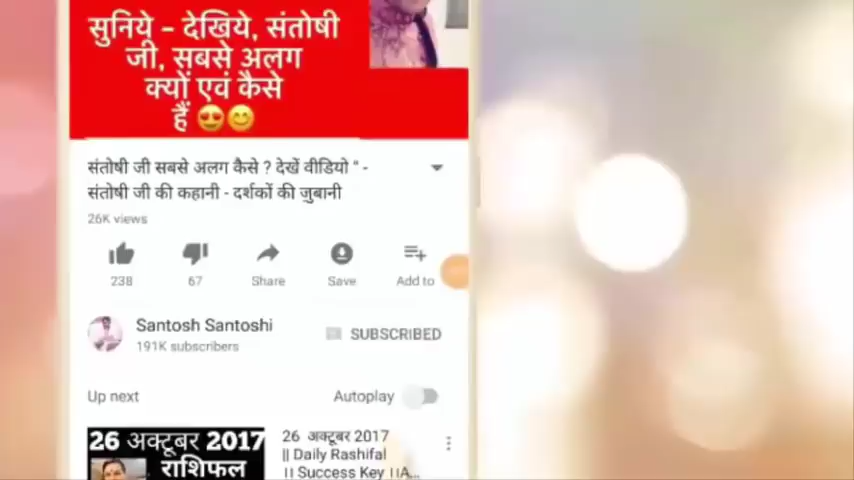 सुनिये - देखिये, संतोषी
जी, सबसे अलग
क्यों एवं कैसे
हैं 😍😊
संतोषी जी सबसे अलग कैसे ? देखें वीडियो " -
संतोषी जी की कहानी - दर्शकों की जुबानी
26K views
238
67
Share
Save
Add to
Santosh Santoshi
191K subscribers
SUBSCRIBED
Up next
Autoplay
26 अक्टूबर 2017
राशिफल
26 अक्टूबर 2017
|| Daily Rashifal
।। Success Key ।।A...